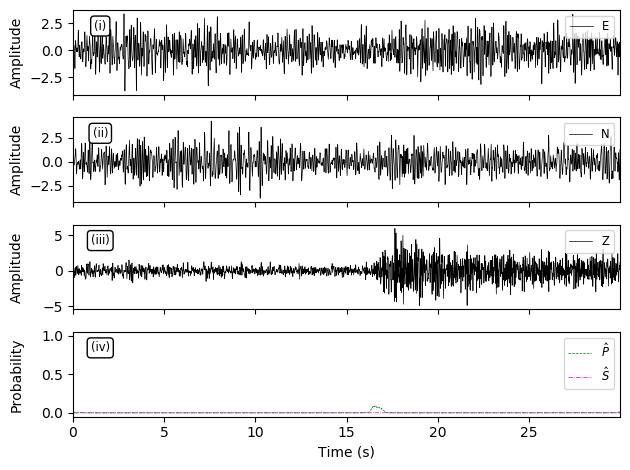 (i)
E
2.5
0.0
−2.5
Amplitude
(ii)
N
2.5
0.0
−2.5
Amplitude
(iii)
Z
5
0
−5
Amplitude
(iv)
P̂
Ŝ
1.0
0.5
0.0
Probability
0 5 10 15 20 25
Time (s)